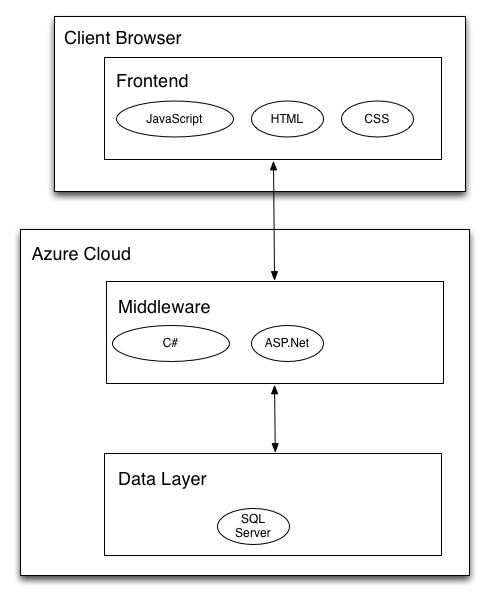 Client Browser
Frontend
JavaScript
HTML
CSS
Azure Cloud
Middleware
C#
ASP.Net
Data Layer
SQL
Server